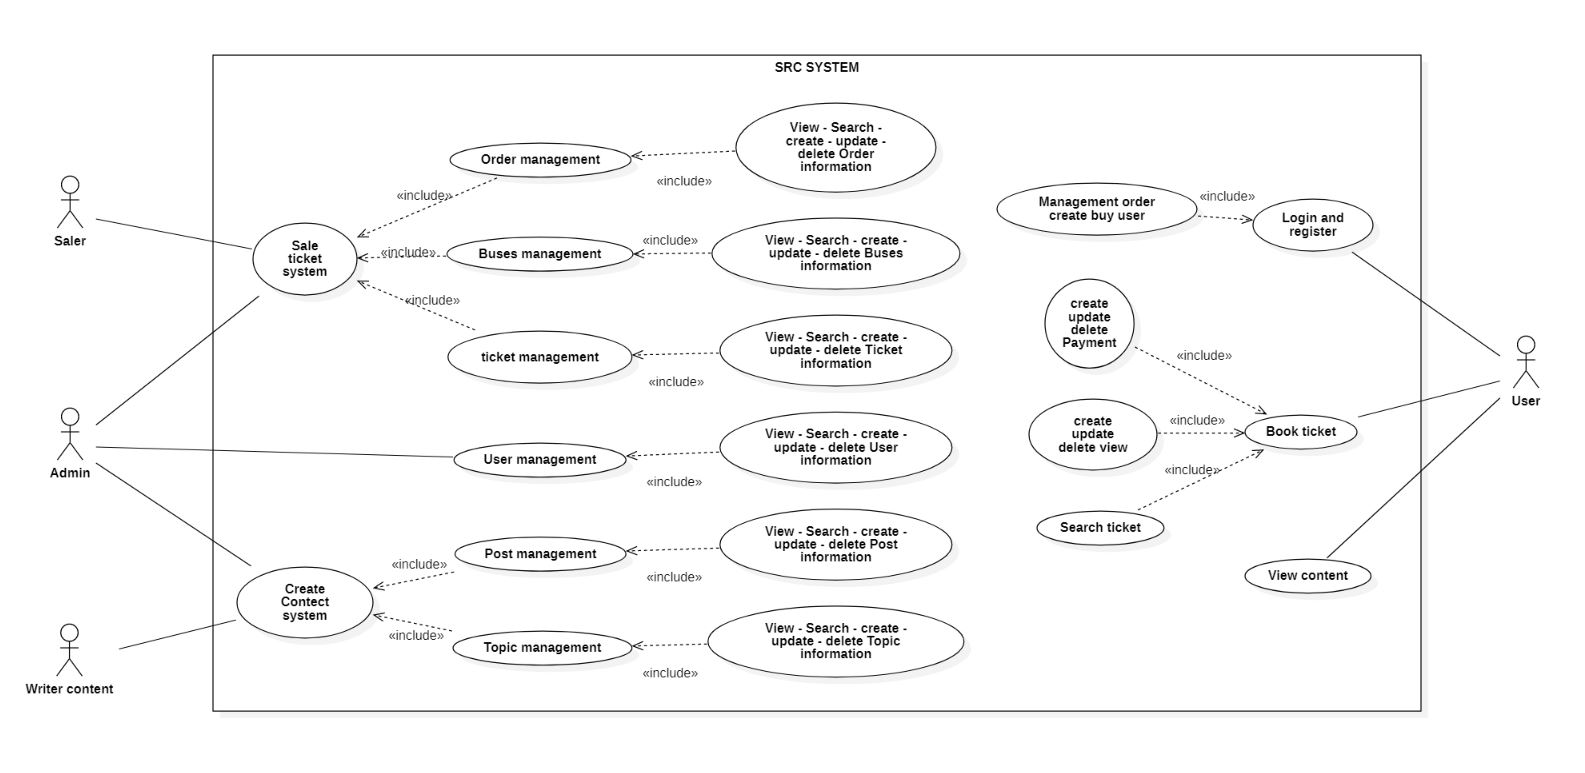 SRC SYSTEM
View - Search -
create - update -
delete Order
information
Order management
«include»
«include»
Saler
Sale
ticket
system
«include»
Buses management
«include»
View - Search - create -
update - delete Buses
information
«include»
ticket management
«include»
View - Search - create -
update - delete Ticket
information
Admin
User management
«include»
View - Search - create -
update - delete User
information
Create
Contect
system
«include»
Post management
«include»
View - Search - create -
update - delete Post
information
«include»
Topic management
«include»
View - Search - create -
update - delete Topic
information
Writer content
Management order
create buy user
«include»
Login and
register
create
update
delete
Payment
«include»
User
create
update
delete view
«include»
Book ticket
«include»
Search ticket
View content